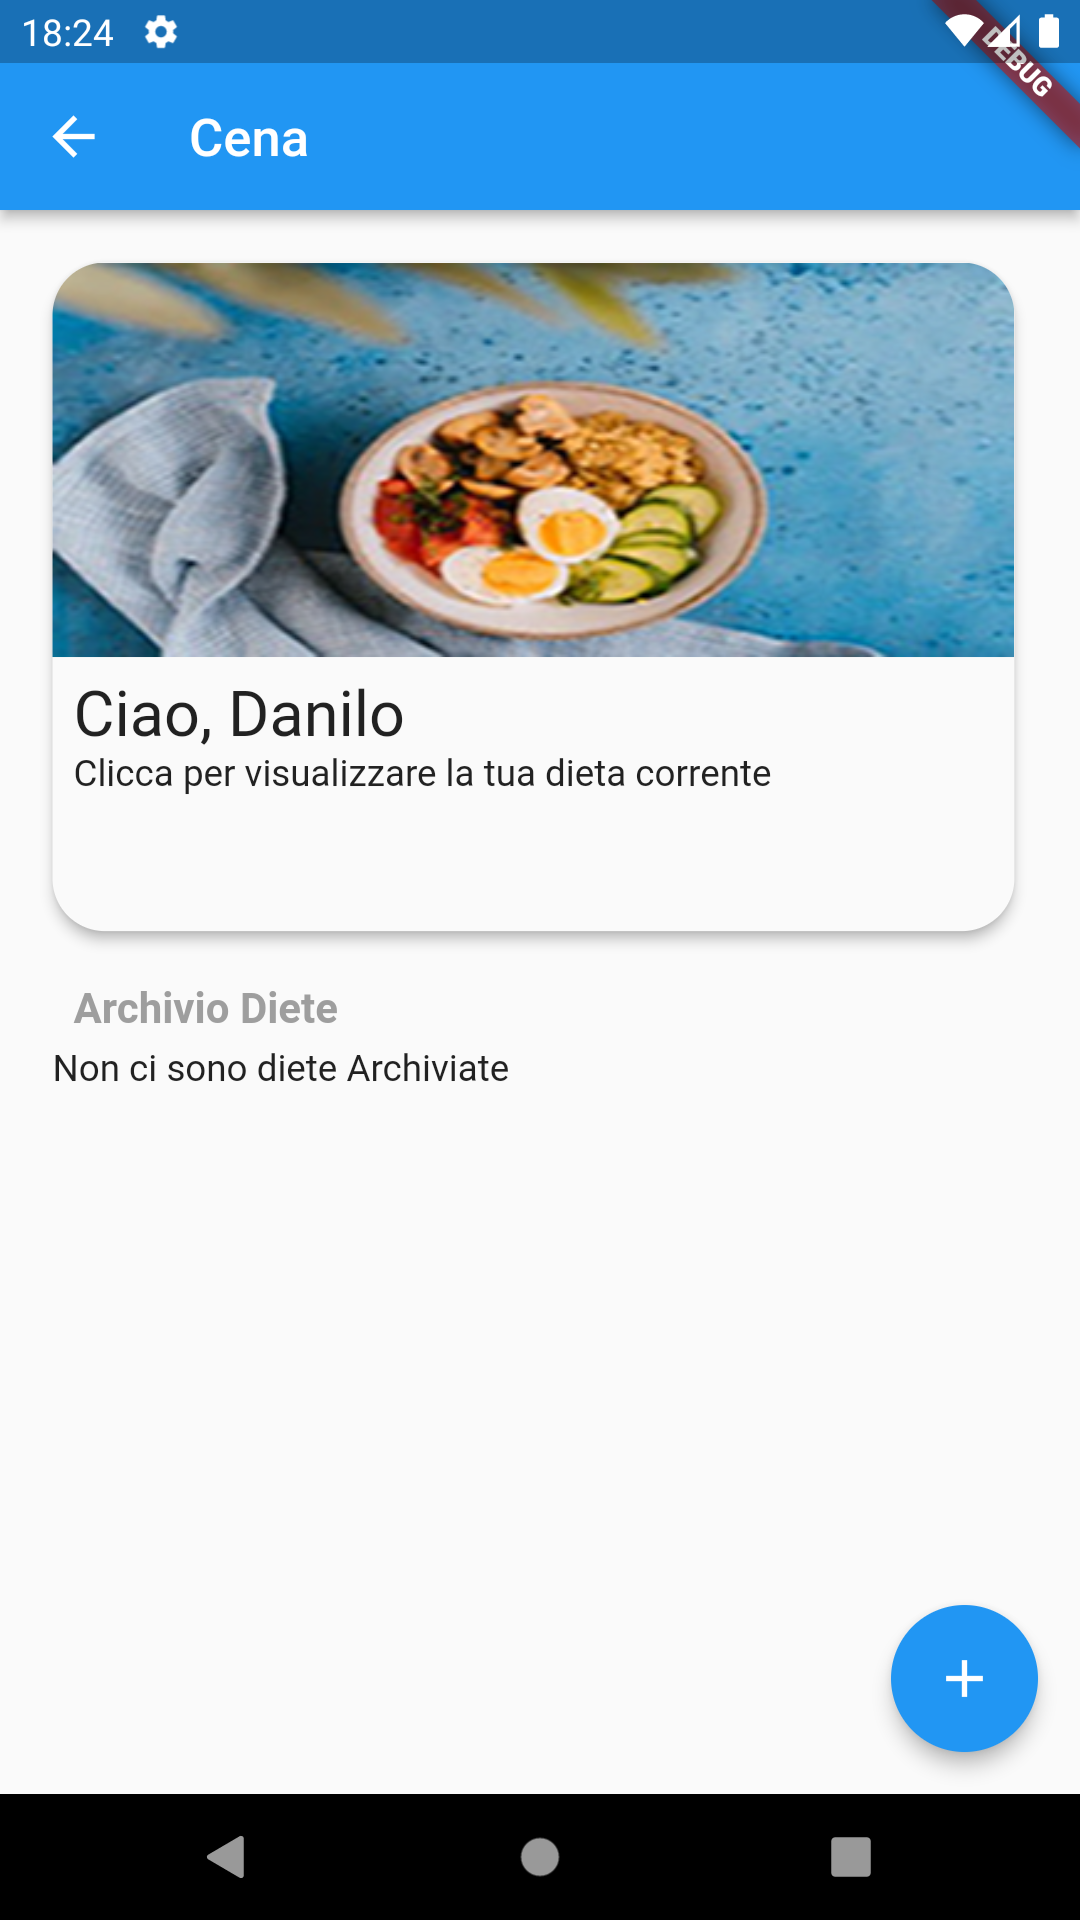 18:24
DEBUG
Cena
Ciao, Danilo
Clicca per visualizzare la tua dieta corrente
Archivio Diete
Non ci sono diete Archiviate